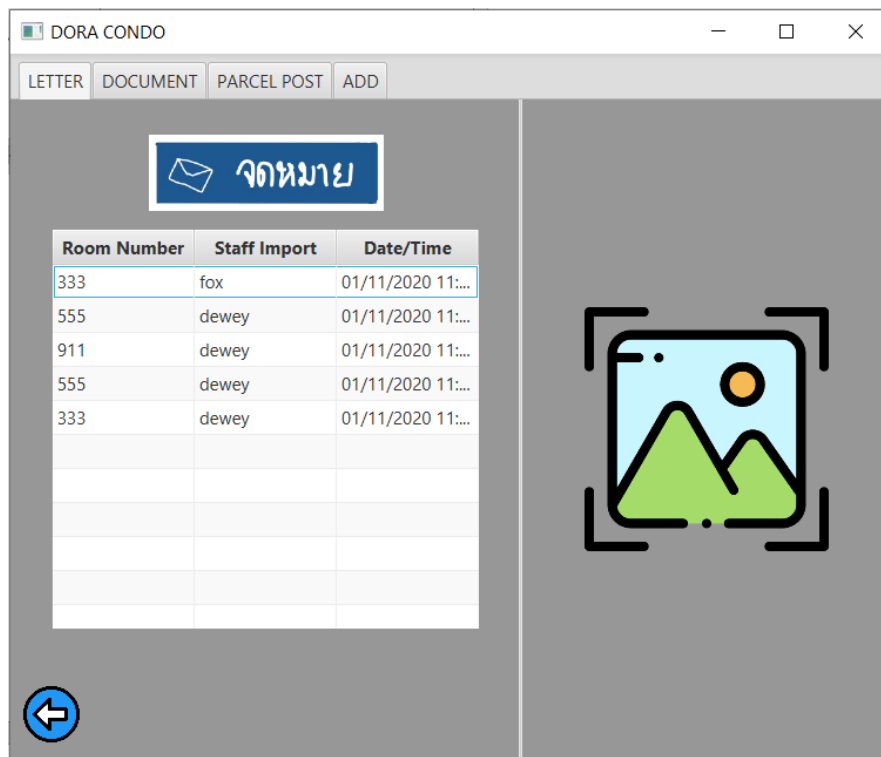 DORA CONDO
LETTER DOCUMENT PARCEL POST ADD
จดหมาย
Room Number Staff Import Date/Time
333 fox 01/11/2020 11:...
555 dewey 01/11/2020 11:...
911 dewey 01/11/2020 11:...
555 dewey 01/11/2020 11:...
333 dewey 01/11/2020 11:...